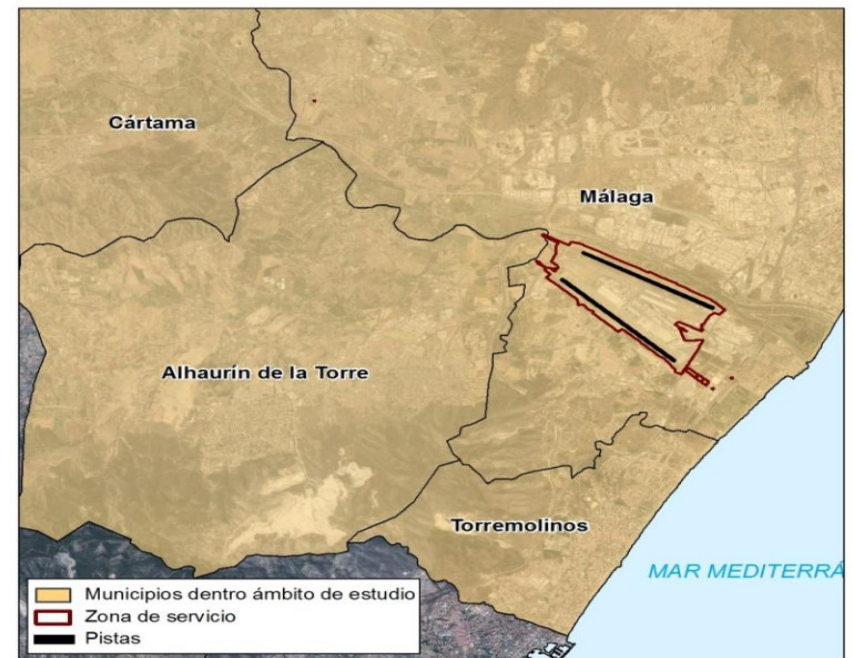 Cártama
Málaga
Alhaurín de la Torre
Torremolinos
MAR MEDITERRÁ
Municipios dentro ámbito de estudio
Zona de servicio
Pistas